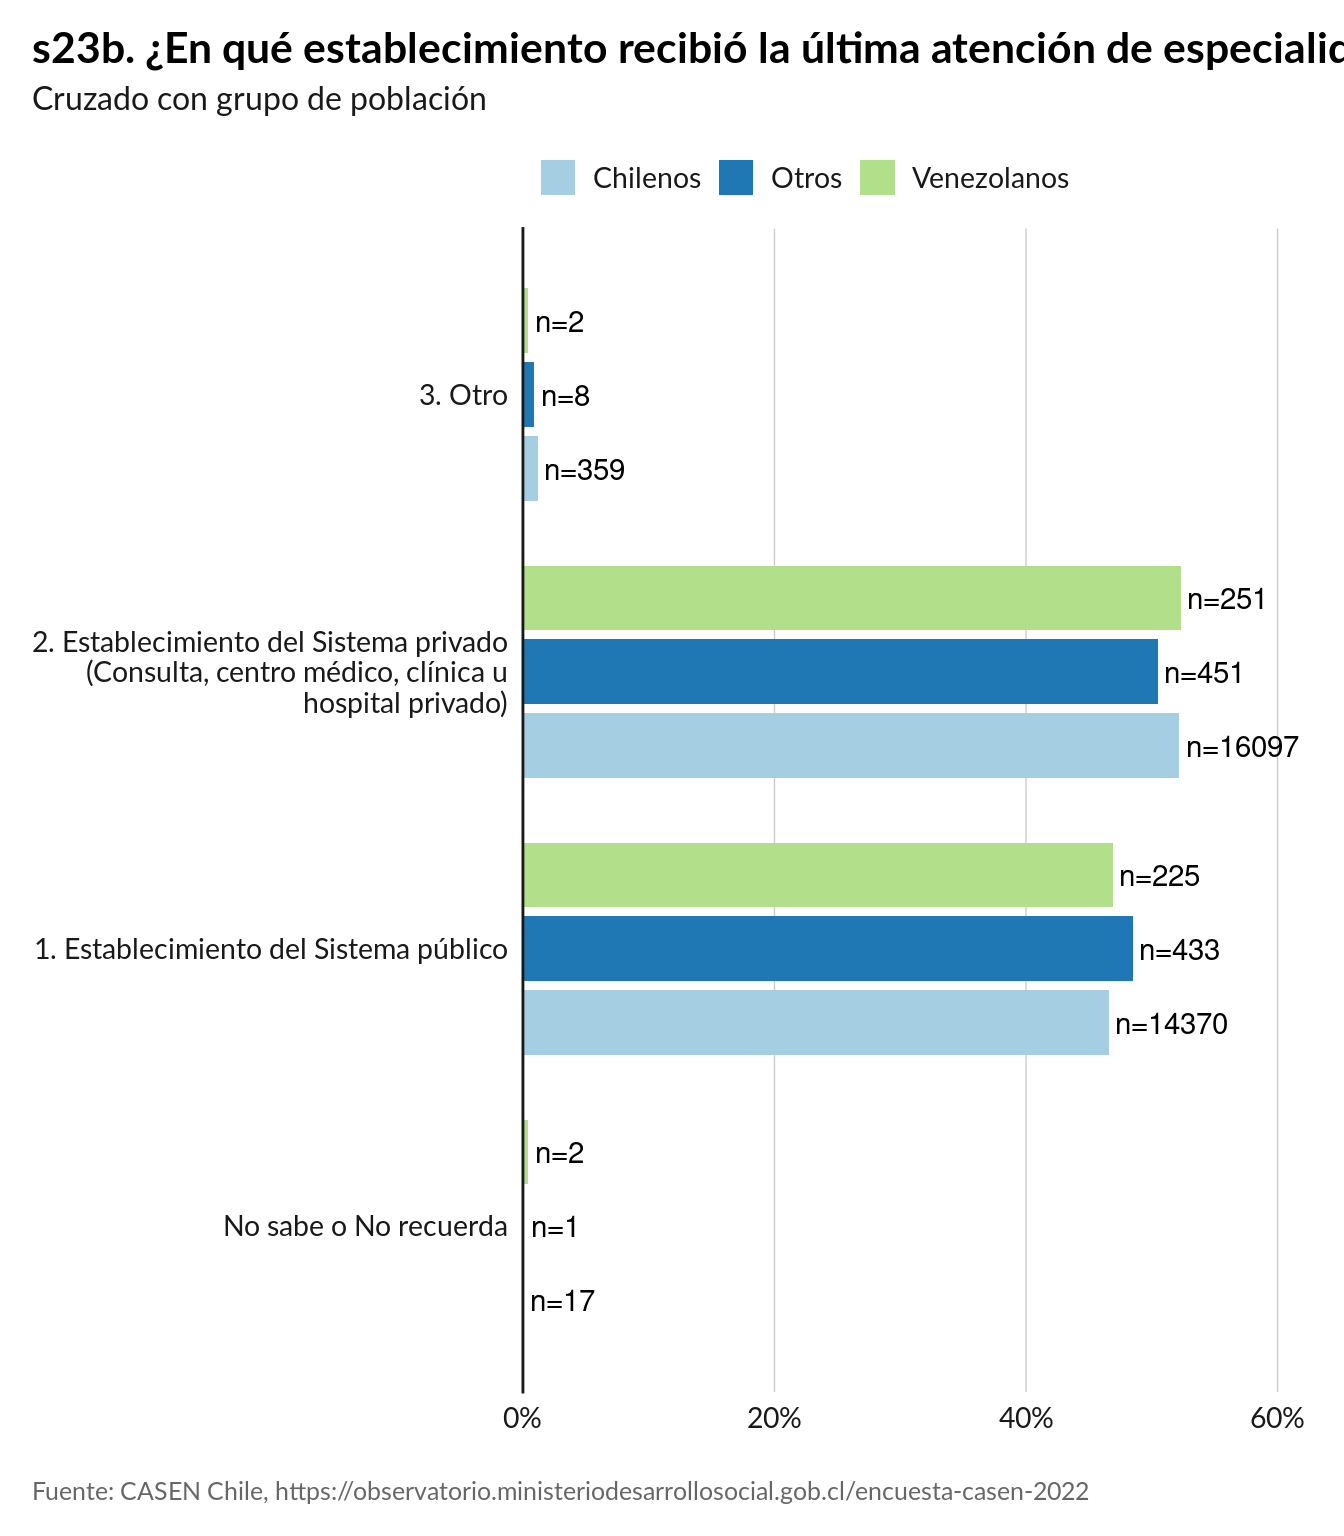 s23b. ¿En qué establecimiento recibió la última atención de
Cruzado con grupo de población
Chilenos Otros Venezolanos
n=2
3. Otro n=8
n=359
n=251
2. Establecimiento del Sistema privado
(Consulta, centro médico, clínica u n=451
hospital privado)
n=16097
n=225
1. Establecimiento del Sistema público n=433
n=14370
n=2
No sabe o No recuerda n=1
n=17
0% 20% 40% 60%
Fuente: CASEN Chile, https://observatorio.ministeriodesarrollosocial.gob.cl/encuesta-casen-2022